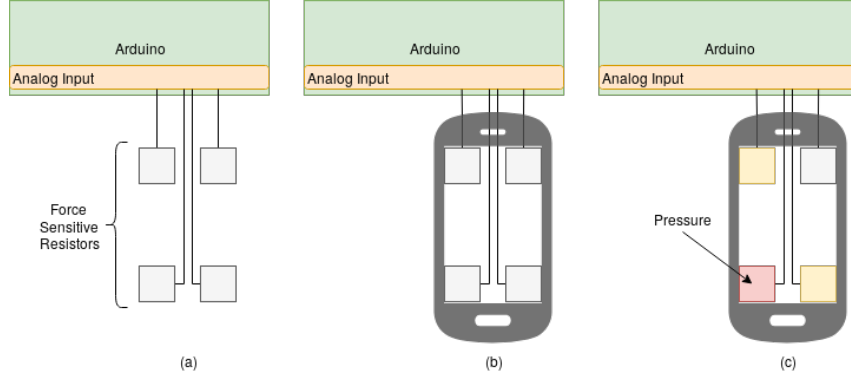 Arduino
Analog Input
Force
Sensitive
Resistors
(a)
Arduino
Analog Input
(b)
Arduino
Analog Input
Pressure
(c)